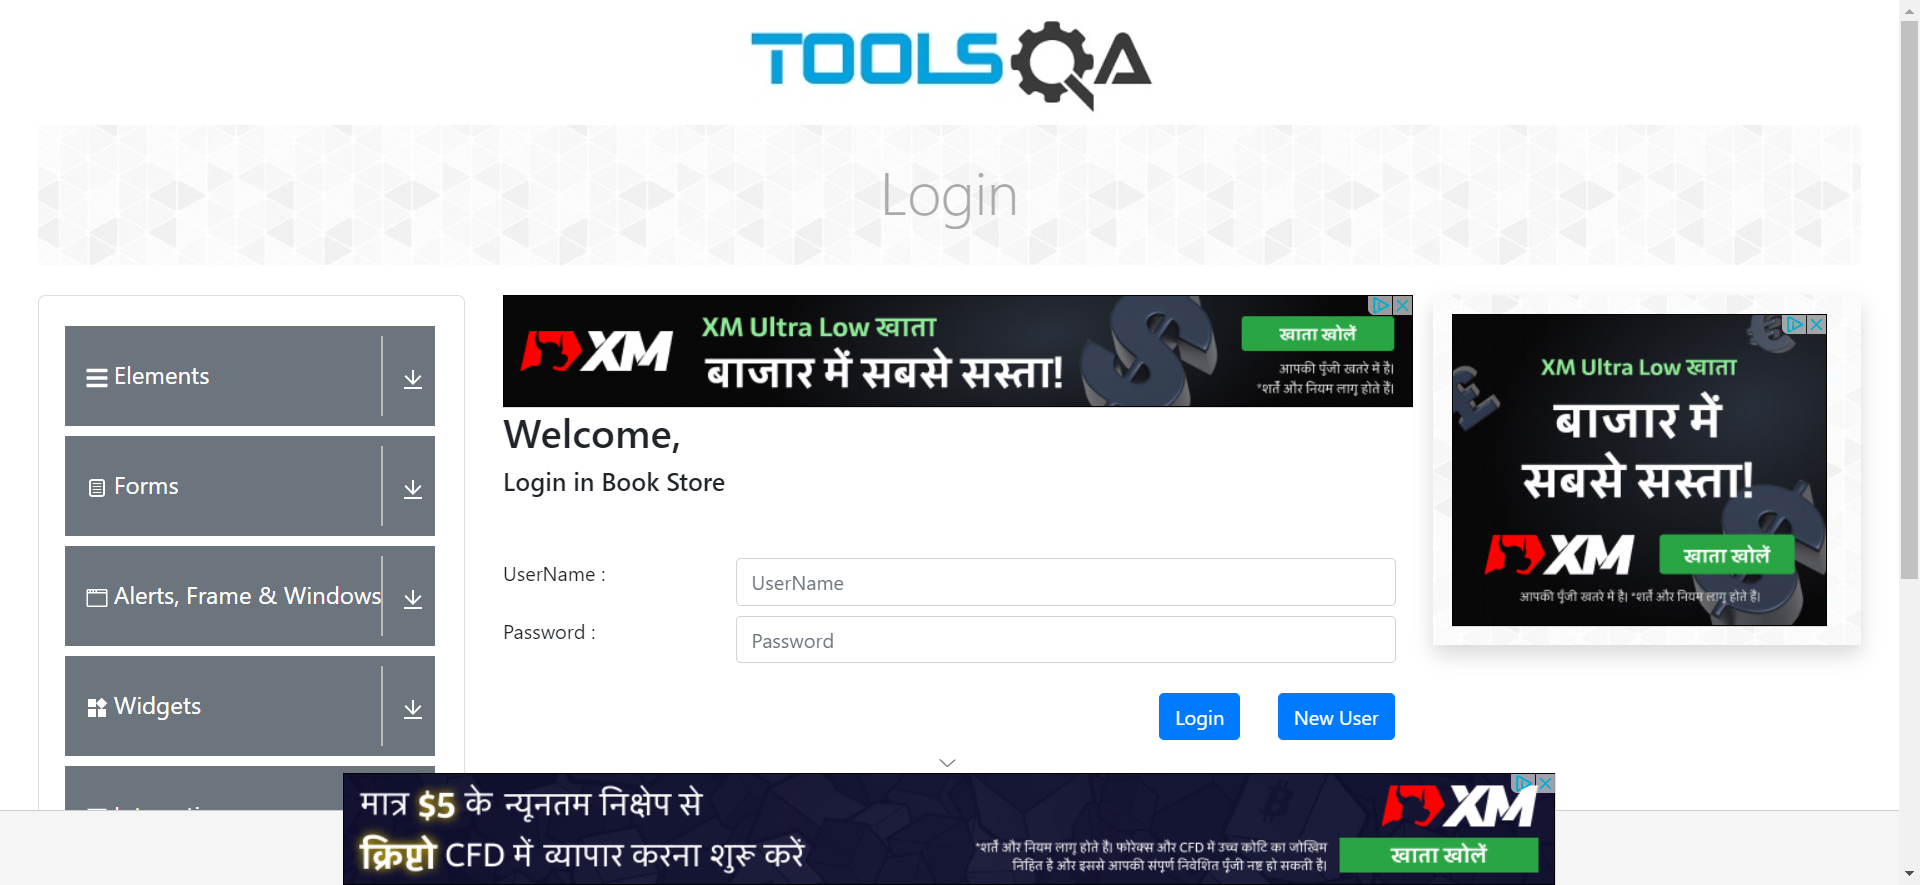 TOOLSQA
Login
Elements
Forms
Alerts, Frame & Windows
Widgets
XM
XM Ultra Low खाता
बाजार में सबसे सस्ता!
खाता खोलें
आपकी पूँजी खतरे में है।
*शर्तें और नियम लागू होते हैं।
Welcome,
Login in Book Store
UserName :
UserName
Password :
Password
Login
New User
XM Ultra Low खाता
बाजार में
सबसे सस्ता!
XM
खाता खोलें
आपकी पूँजी खतरे में है। *शर्तें और नियम लागू होते हैं।
मात्र $5 के न्यूनतम निक्षेप से
क्रिप्टो CFD में व्यापार करना शुरू करें
*शर्तें और नियम लागू होते हैं। फोरेक्स और CFD में उच्च कोटि का जोखिम
निहित है और इससे आपकी संपूर्ण निवेशित पूँजी नष्ट हो सकती है।
XM
खाता खोलें